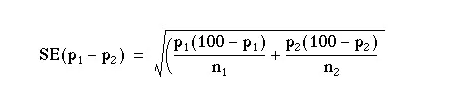 SE(p₁ – p₂) = √(p₁(100 – p₁)/n₁ + p₂(100 – p₂)/n₂